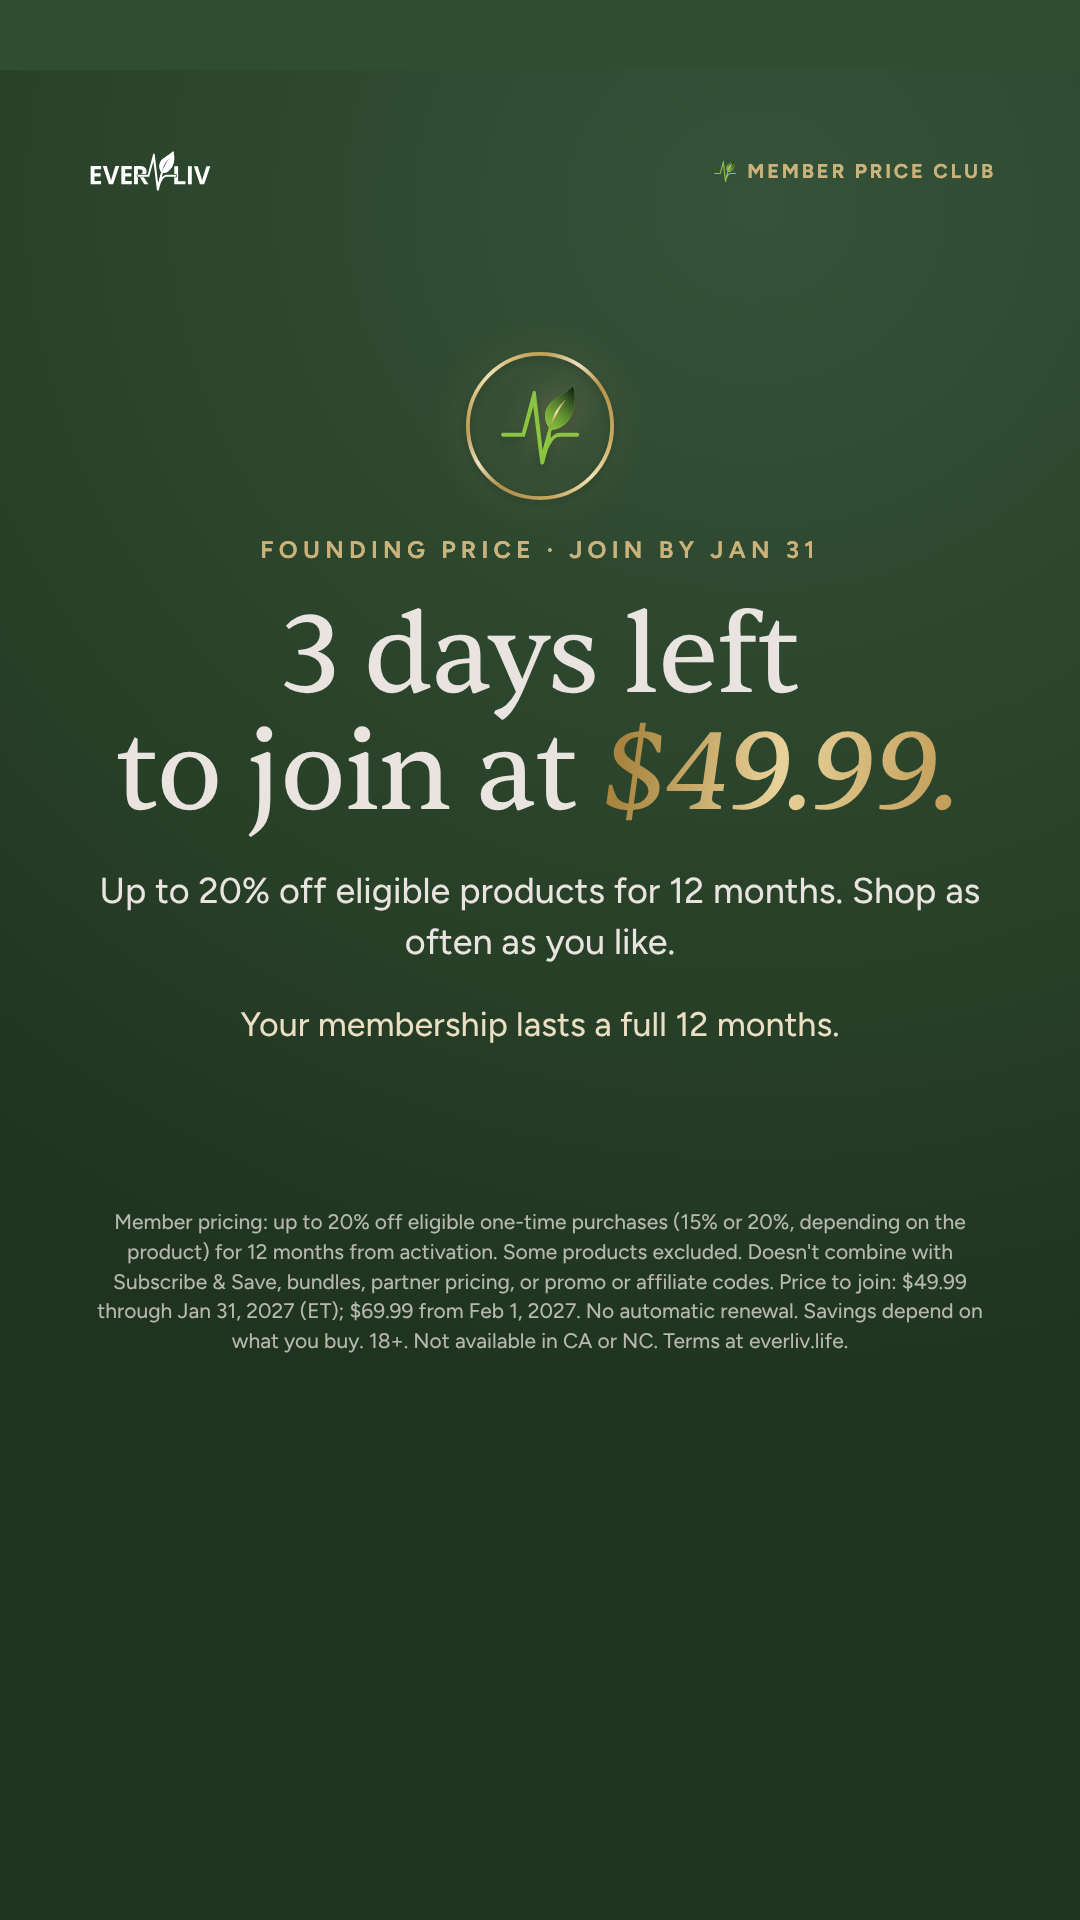 EVERLIV
MEMBER PRICE CLUB
FOUNDING PRICE · JOIN BY JAN 31
3 days left
to join at $49.99.
Up to 20% off eligible products for 12 months. Shop as
often as you like.
Your membership lasts a full 12 months.
Member pricing: up to 20% off eligible one-time purchases (15% or 20%, depending on the
product) for 12 months from activation. Some products excluded. Doesn't combine with
Subscribe & Save, bundles, partner pricing, or promo or affiliate codes. Price to join: $49.99
through Jan 31, 2027 (ET); $69.99 from Feb 1, 2027. No automatic renewal. Savings depend on
what you buy. 18+. Not available in CA or NC. Terms at everliv.life.